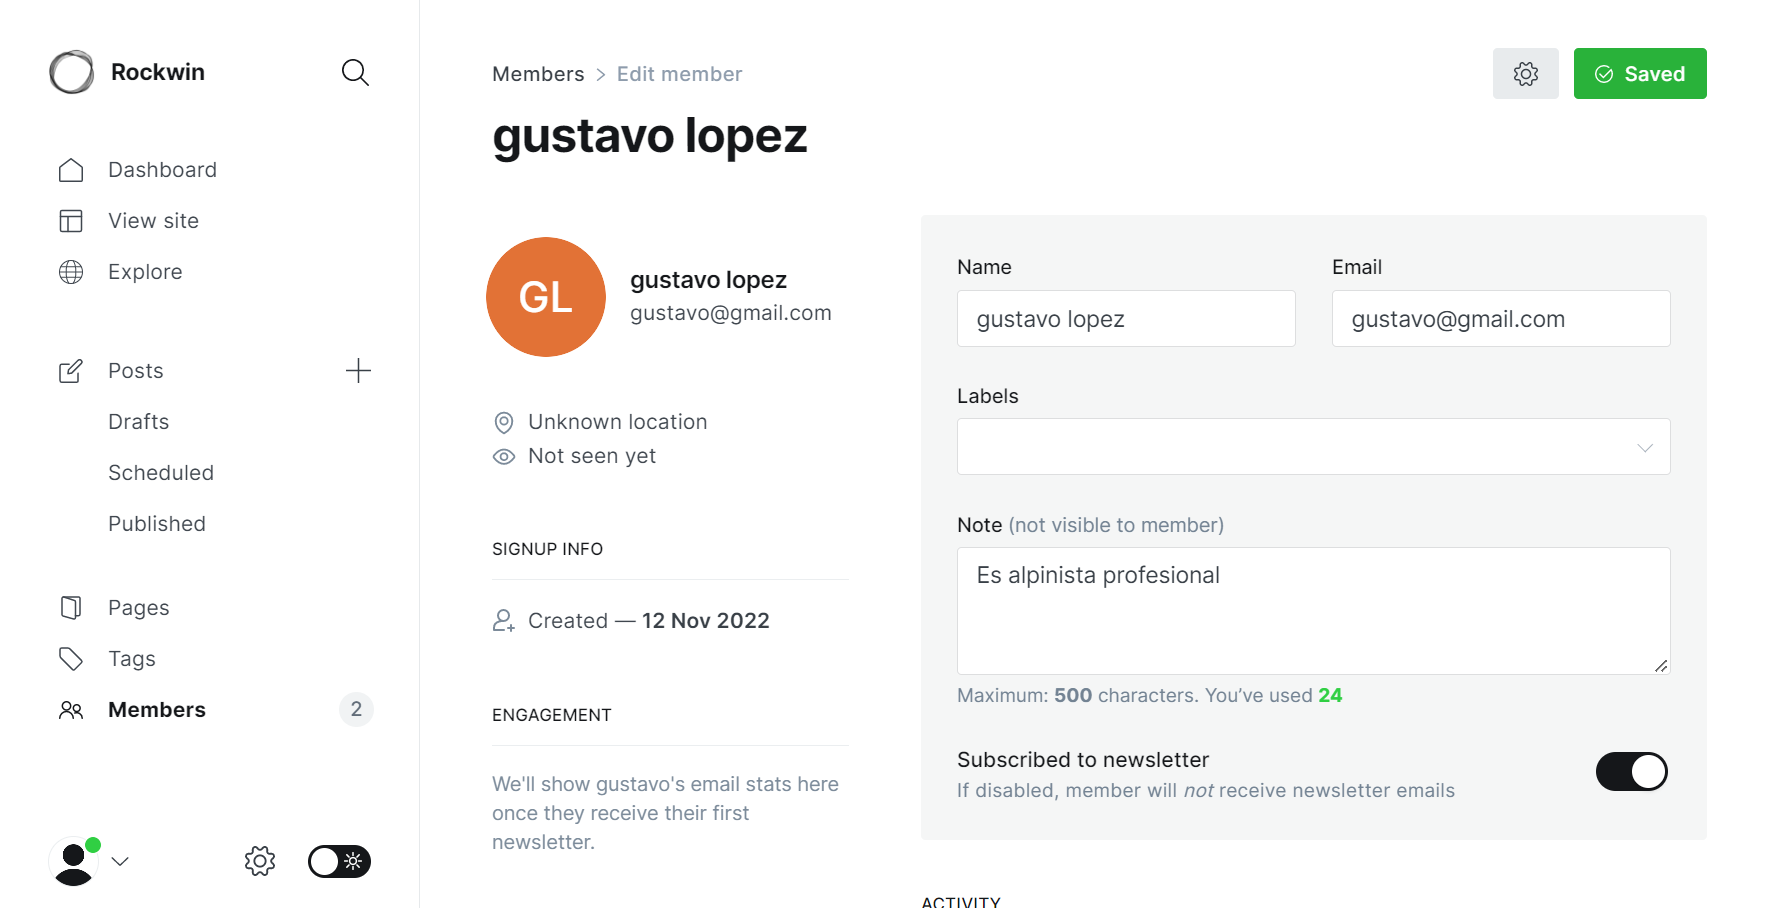 Rockwin
Dashboard
View site
Explore
Posts
Drafts
Scheduled
Published
Pages
Tags
Members 2
Members > Edit member
Saved
gustavo lopez
GL
gustavo lopez
gustavo@gmail.com
Unknown location
Not seen yet
SIGNUP INFO
Created — 12 Nov 2022
ENGAGEMENT
We'll show gustavo's email stats here
once they receive their first
newsletter.
Name
gustavo lopez
Email
gustavo@gmail.com
Labels
Note (not visible to member)
Es alpinista profesional
Maximum: 500 characters. You’ve used 24
Subscribed to newsletter
If disabled, member will not receive newsletter emails
ACTIVITY